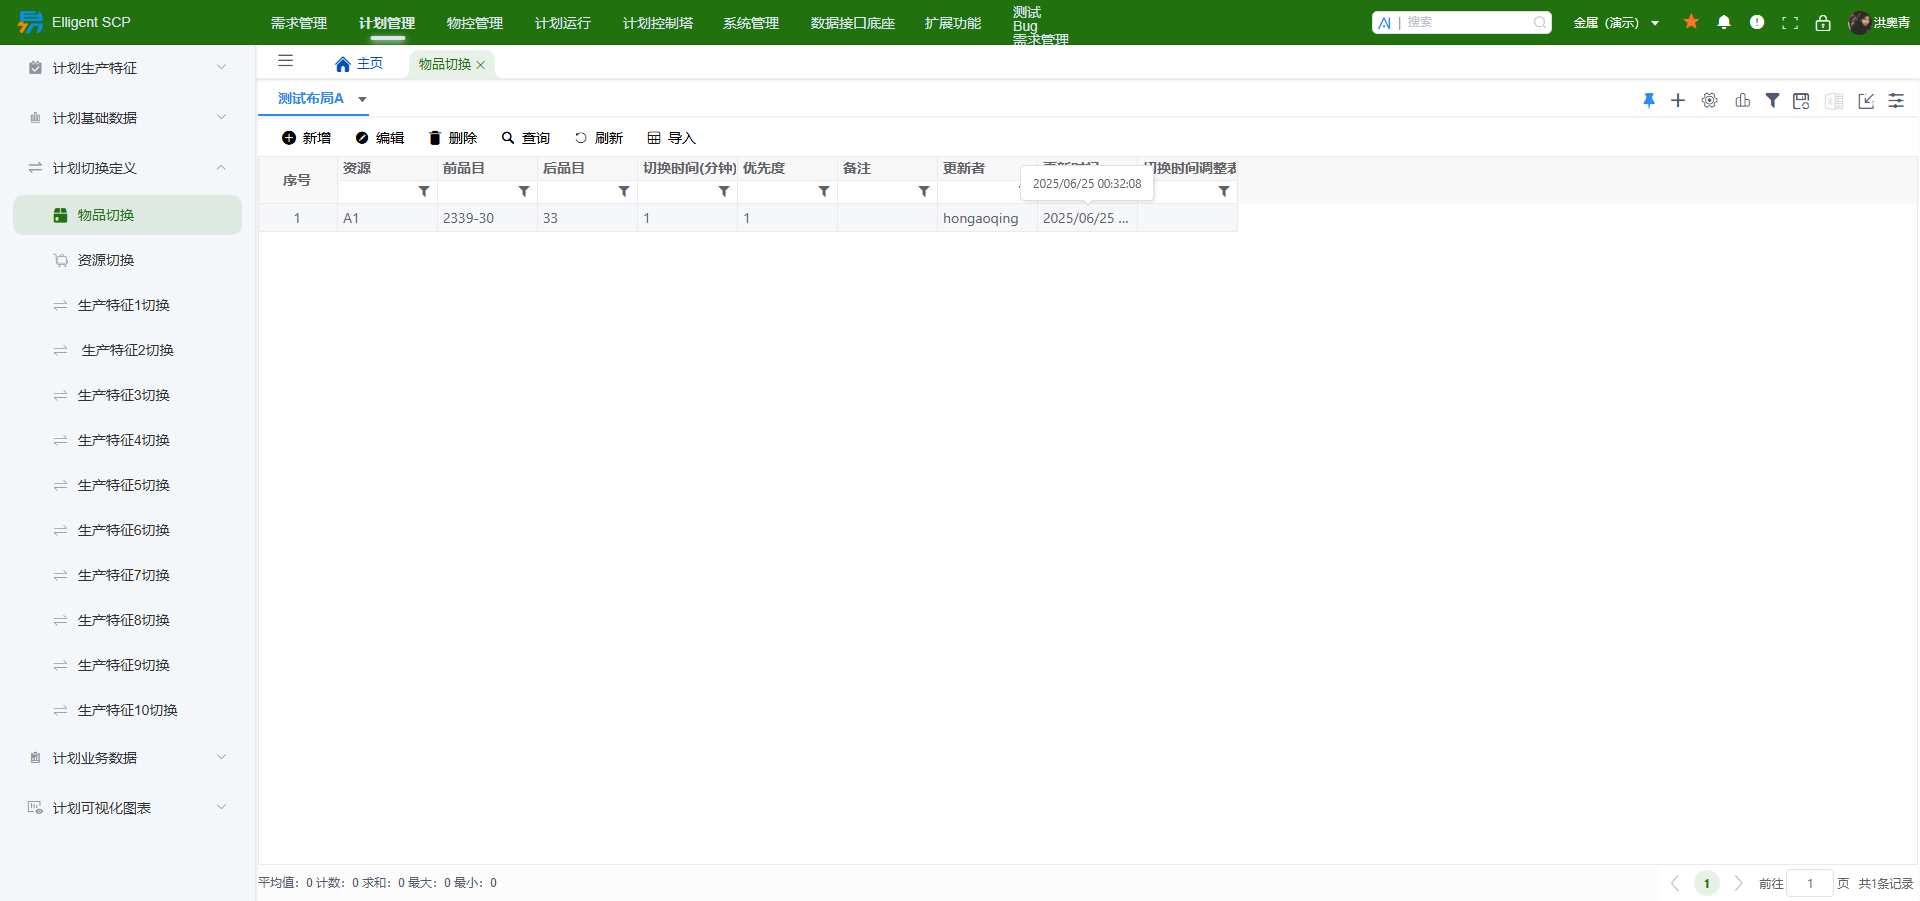 Elligent SCP
需求管理 计划管理 物控管理 计划运行 计划控制塔 系统管理 数据接口底座 扩展功能
测试
Bug
需求管理
AI | 搜索
金属 (演示)
洪奥青
计划生产特征
计划基础数据
计划切换定义
物品切换
资源切换
生产特征1切换
生产特征2切换
生产特征3切换
生产特征4切换
生产特征5切换
生产特征6切换
生产特征7切换
生产特征8切换
生产特征9切换
生产特征10切换
计划业务数据
计划可视化图表
主页 物品切换
测试布局A
新增 编辑 删除 查询 刷新 导入
序号 资源 前品目 后品目 切换时间(分钟) 优先度 备注 更新者 更新时间 切换时间调整表
2025/06/25 00:32:08
1 A1 2339-30 33 1 1 hongaoqing 2025/06/25 ...
平均值：0 计数：0 求和：0 最大：0 最小：0
1 前往 1 页 共1条记录